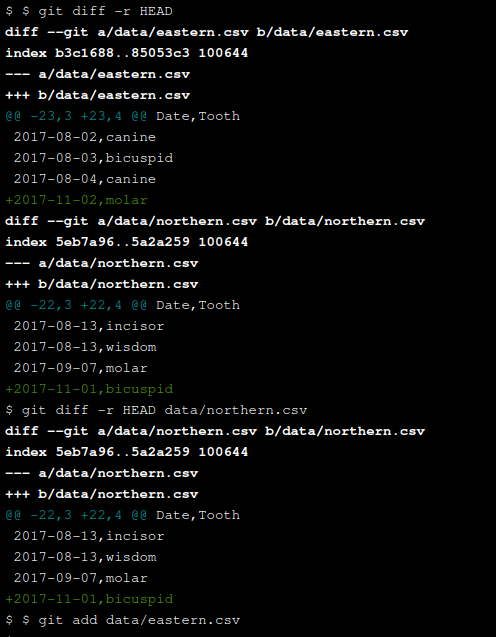 $ $ git diff -r HEAD
diff --git a/data/eastern.csv b/data/eastern.csv
index b3c1688..85053c3 100644
--- a/data/eastern.csv
+++ b/data/eastern.csv
@@ -23,3 +23,4 @@ Date,Tooth
 2017-08-02,canine
 2017-08-03,bicuspid
 2017-08-04,canine
+2017-11-02,molar
diff --git a/data/northern.csv b/data/northern.csv
index 5eb7a96..5a2a259 100644
--- a/data/northern.csv
+++ b/data/northern.csv
@@ -22,3 +22,4 @@ Date,Tooth
 2017-08-13,incisor
 2017-08-13,wisdom
 2017-09-07,molar
+2017-11-01,bicuspid
$ git diff -r HEAD data/northern.csv
diff --git a/data/northern.csv b/data/northern.csv
index 5eb7a96..5a2a259 100644
--- a/data/northern.csv
+++ b/data/northern.csv
@@ -22,3 +22,4 @@ Date,Tooth
 2017-08-13,incisor
 2017-08-13,wisdom
 2017-09-07,molar
+2017-11-01,bicuspid
$ $ git add data/eastern.csv